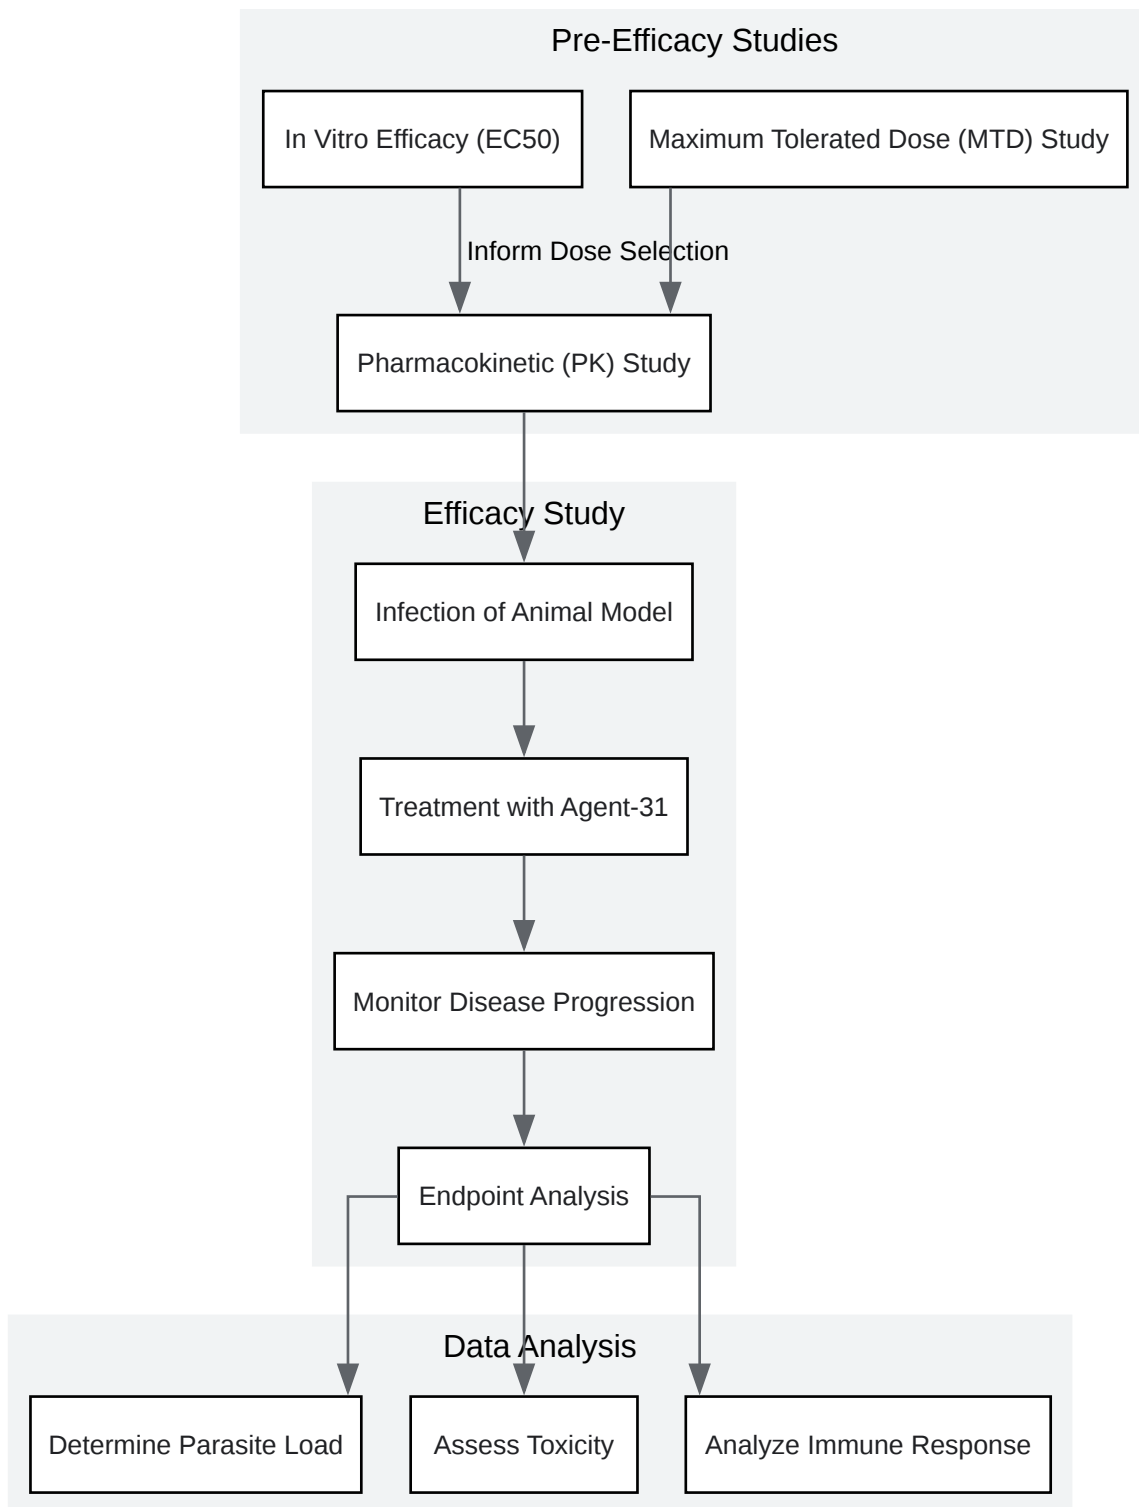 Pre-Efficacy Studies
In Vitro Efficacy (EC50)
Maximum Tolerated Dose (MTD) Study
Inform Dose Selection
Pharmacokinetic (PK) Study
Efficacy Study
Infection of Animal Model
Treatment with Agent-31
Monitor Disease Progression
Endpoint Analysis
Data Analysis
Determine Parasite Load
Assess Toxicity
Analyze Immune Response